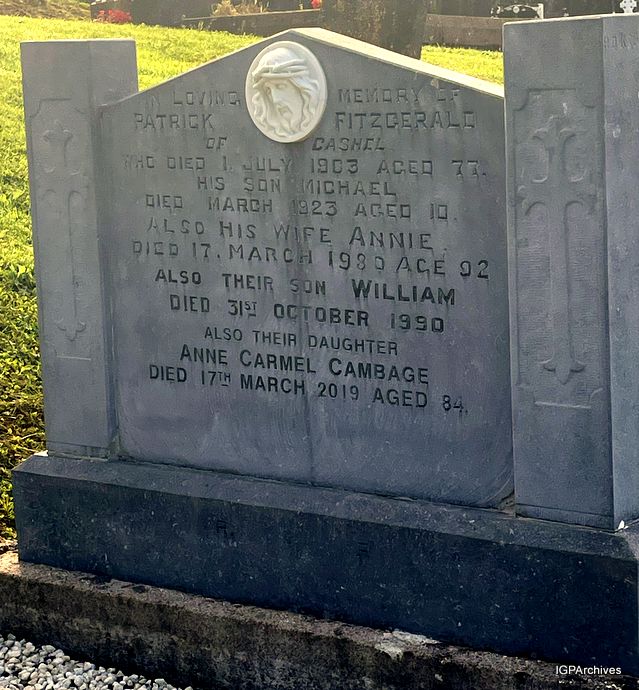 IN LOVING MEMORY OF
PATRICK FITZGERALD
OF CASHEL
WHO DIED 1. JULY 1963 AGED 77.
HIS SON MICHAEL
DIED MARCH 1923 AGED 10.
ALSO HIS WIFE ANNIE
DIED 17. MARCH 1980 AGE 92
ALSO THEIR SON WILLIAM
DIED 31ST OCTOBER 1990
ALSO THEIR DAUGHTER
ANNE CARMEL CAMBAGE
DIED 17TH MARCH 2019 AGED 84.
IGPArchives